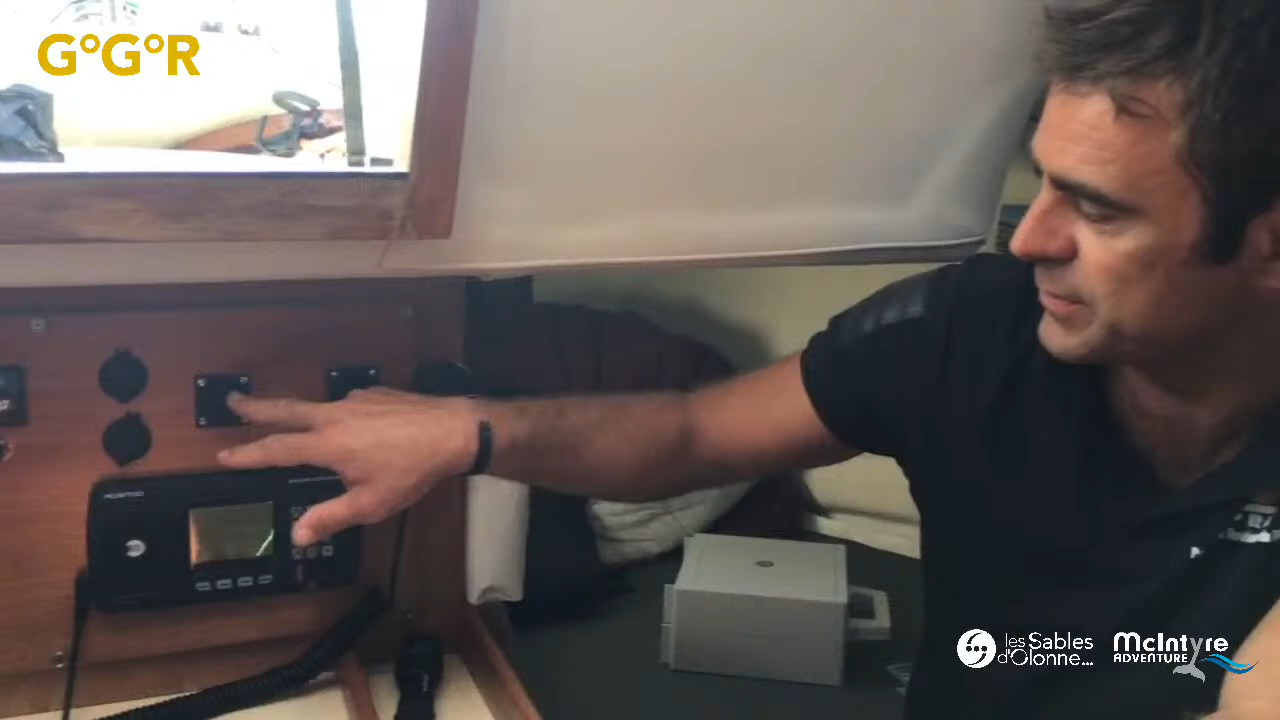 G°G°R
les Sables
d'Olonne...
McIntyre
ADVENTURE